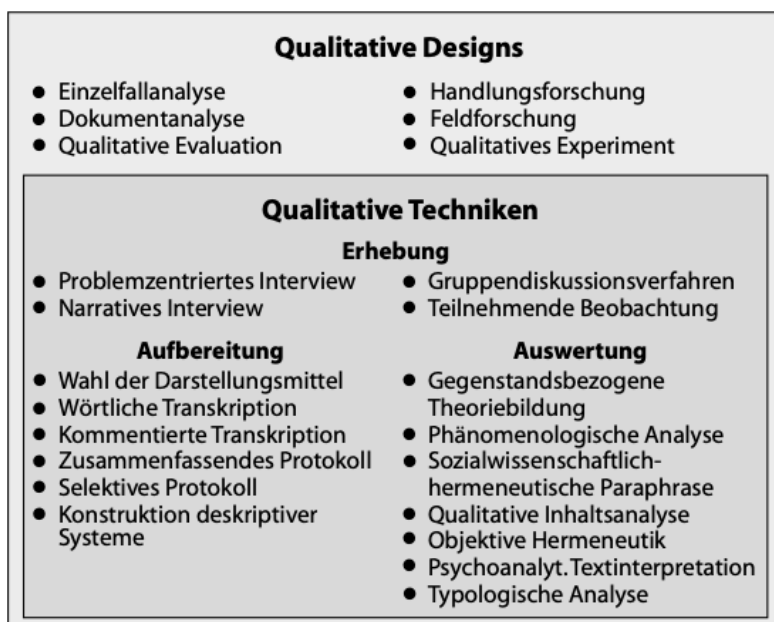 Qualitative Designs
● Einzelfallanalyse
● Dokumentanalyse
● Qualitative Evaluation
● Handlungsforschung
● Feldforschung
● Qualitatives Experiment
Qualitative Techniken
Erhebung
● Problemzentriertes Interview
● Narratives Interview
● Gruppendiskussionsverfahren
● Teilnehmende Beobachtung
Aufbereitung
● Wahl der Darstellungsmittel
● Wörtliche Transkription
● Kommentierte Transkription
● Zusammenfassendes Protokoll
● Selektives Protokoll
● Konstruktion deskriptiver
Systeme
Auswertung
● Gegenstandsbezogene
Theoriebildung
● Phänomenologische Analyse
● Sozialwissenschaftlich-
hermeneutische Paraphrase
● Qualitative Inhaltsanalyse
● Objektive Hermeneutik
● Psychoanalyt. Textinterpretation
● Typologische Analyse